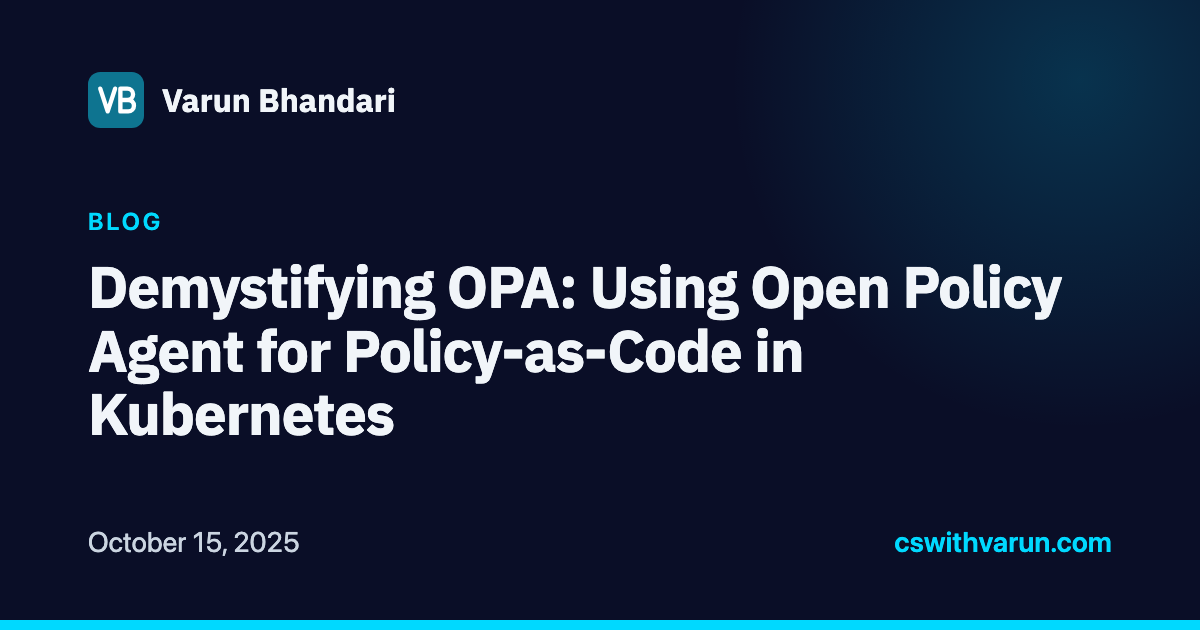 VB Varun Bhandari
BLOG
Demystifying OPA: Using Open Policy
Agent for Policy-as-Code in
Kubernetes
October 15, 2025 cswithvarun.com